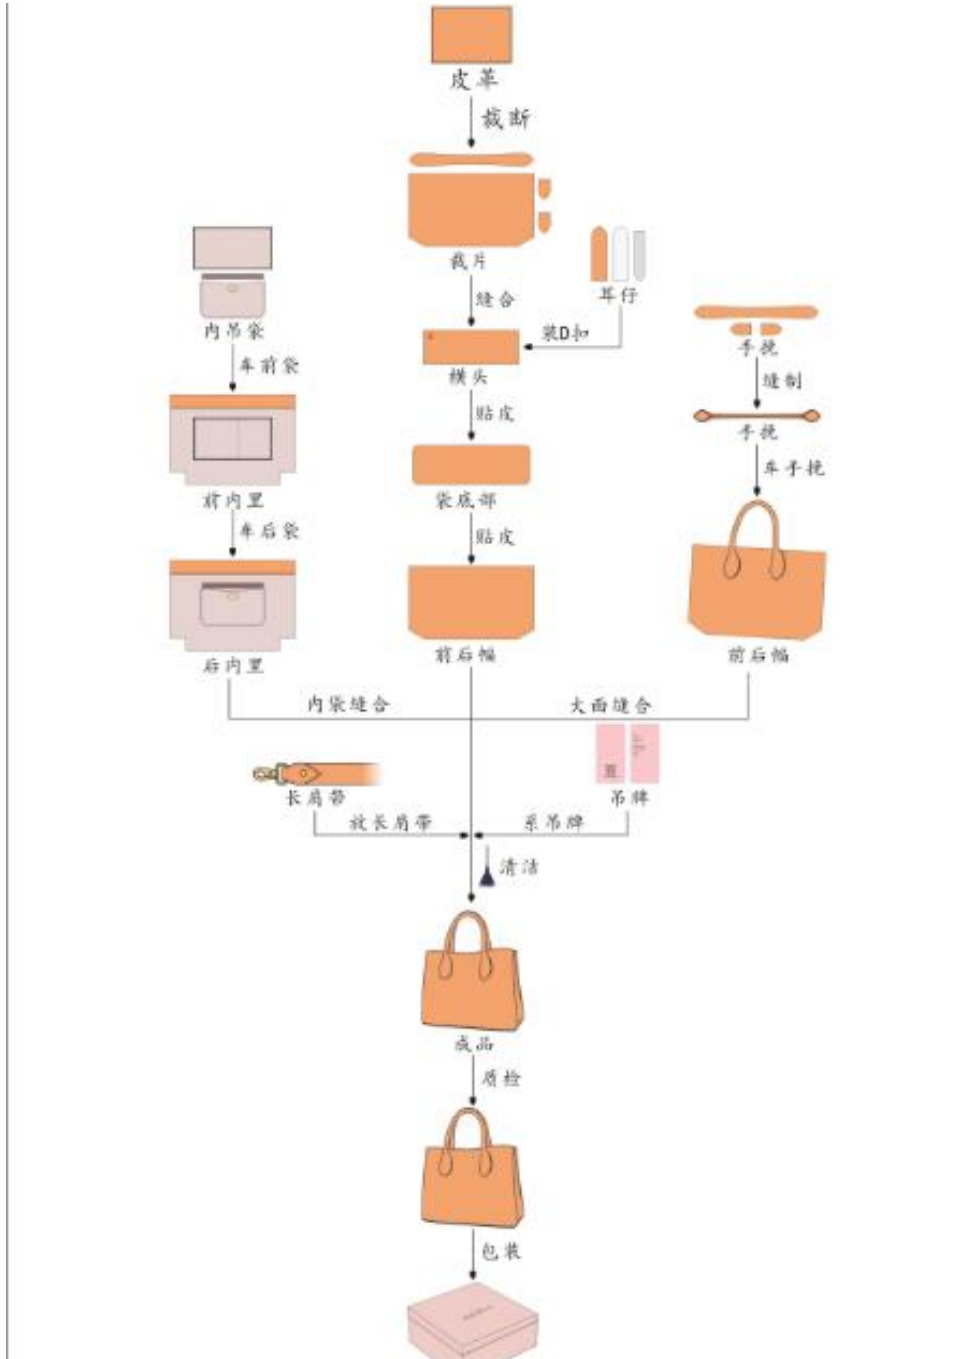 皮革
裁断
裁片
缝合
耳仔
装D扣
横头
贴皮
袋底部
贴皮
前后幅
内吊袋
车前袋
前内里
车后袋
后内里
手挽
缝制
手挽
车手挽
前后幅
内袋缝合
大面缝合
长肩带
吊牌
放长肩带
系吊牌
清洁
成品
质检
包装